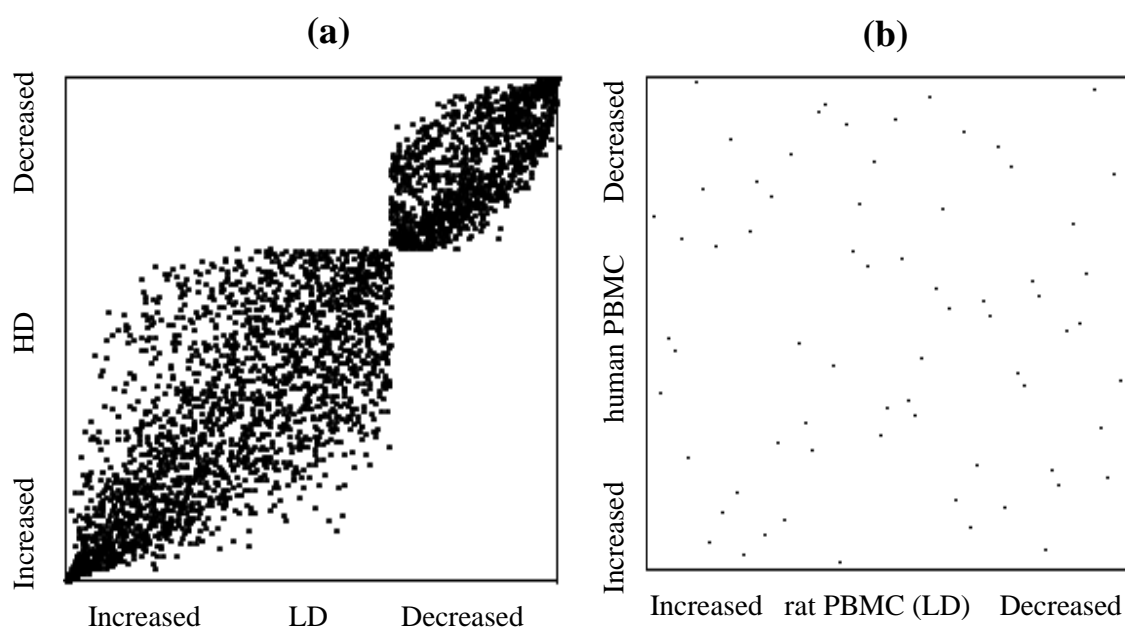 (a)
Decreased
HD
Increased
Increased LD Decreased
(b)
Decreased
human PBMC
Increased
Increased rat PBMC (LD) Decreased